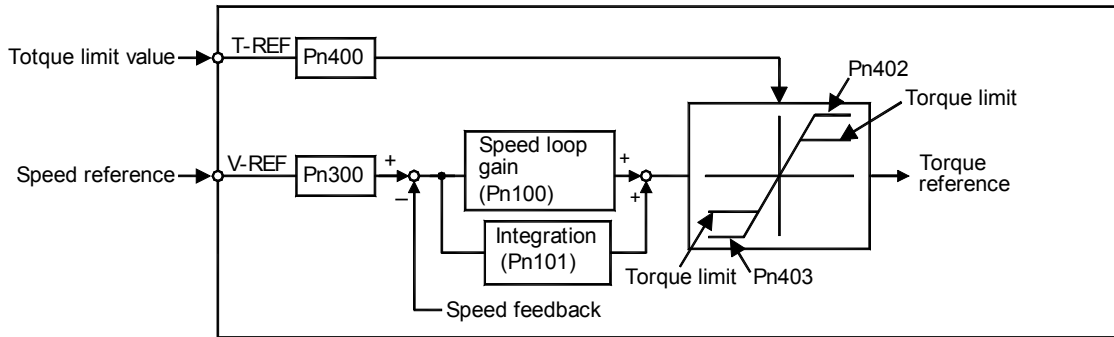 Totque limit value
T-REF
Pn400
Pn402
Torque limit
Speed reference
V-REF
Pn300
+
–
Speed loop
gain
(Pn100)
+
+
Integration
(Pn101)
Torque
reference
Torque limit
Pn403
Speed feedback